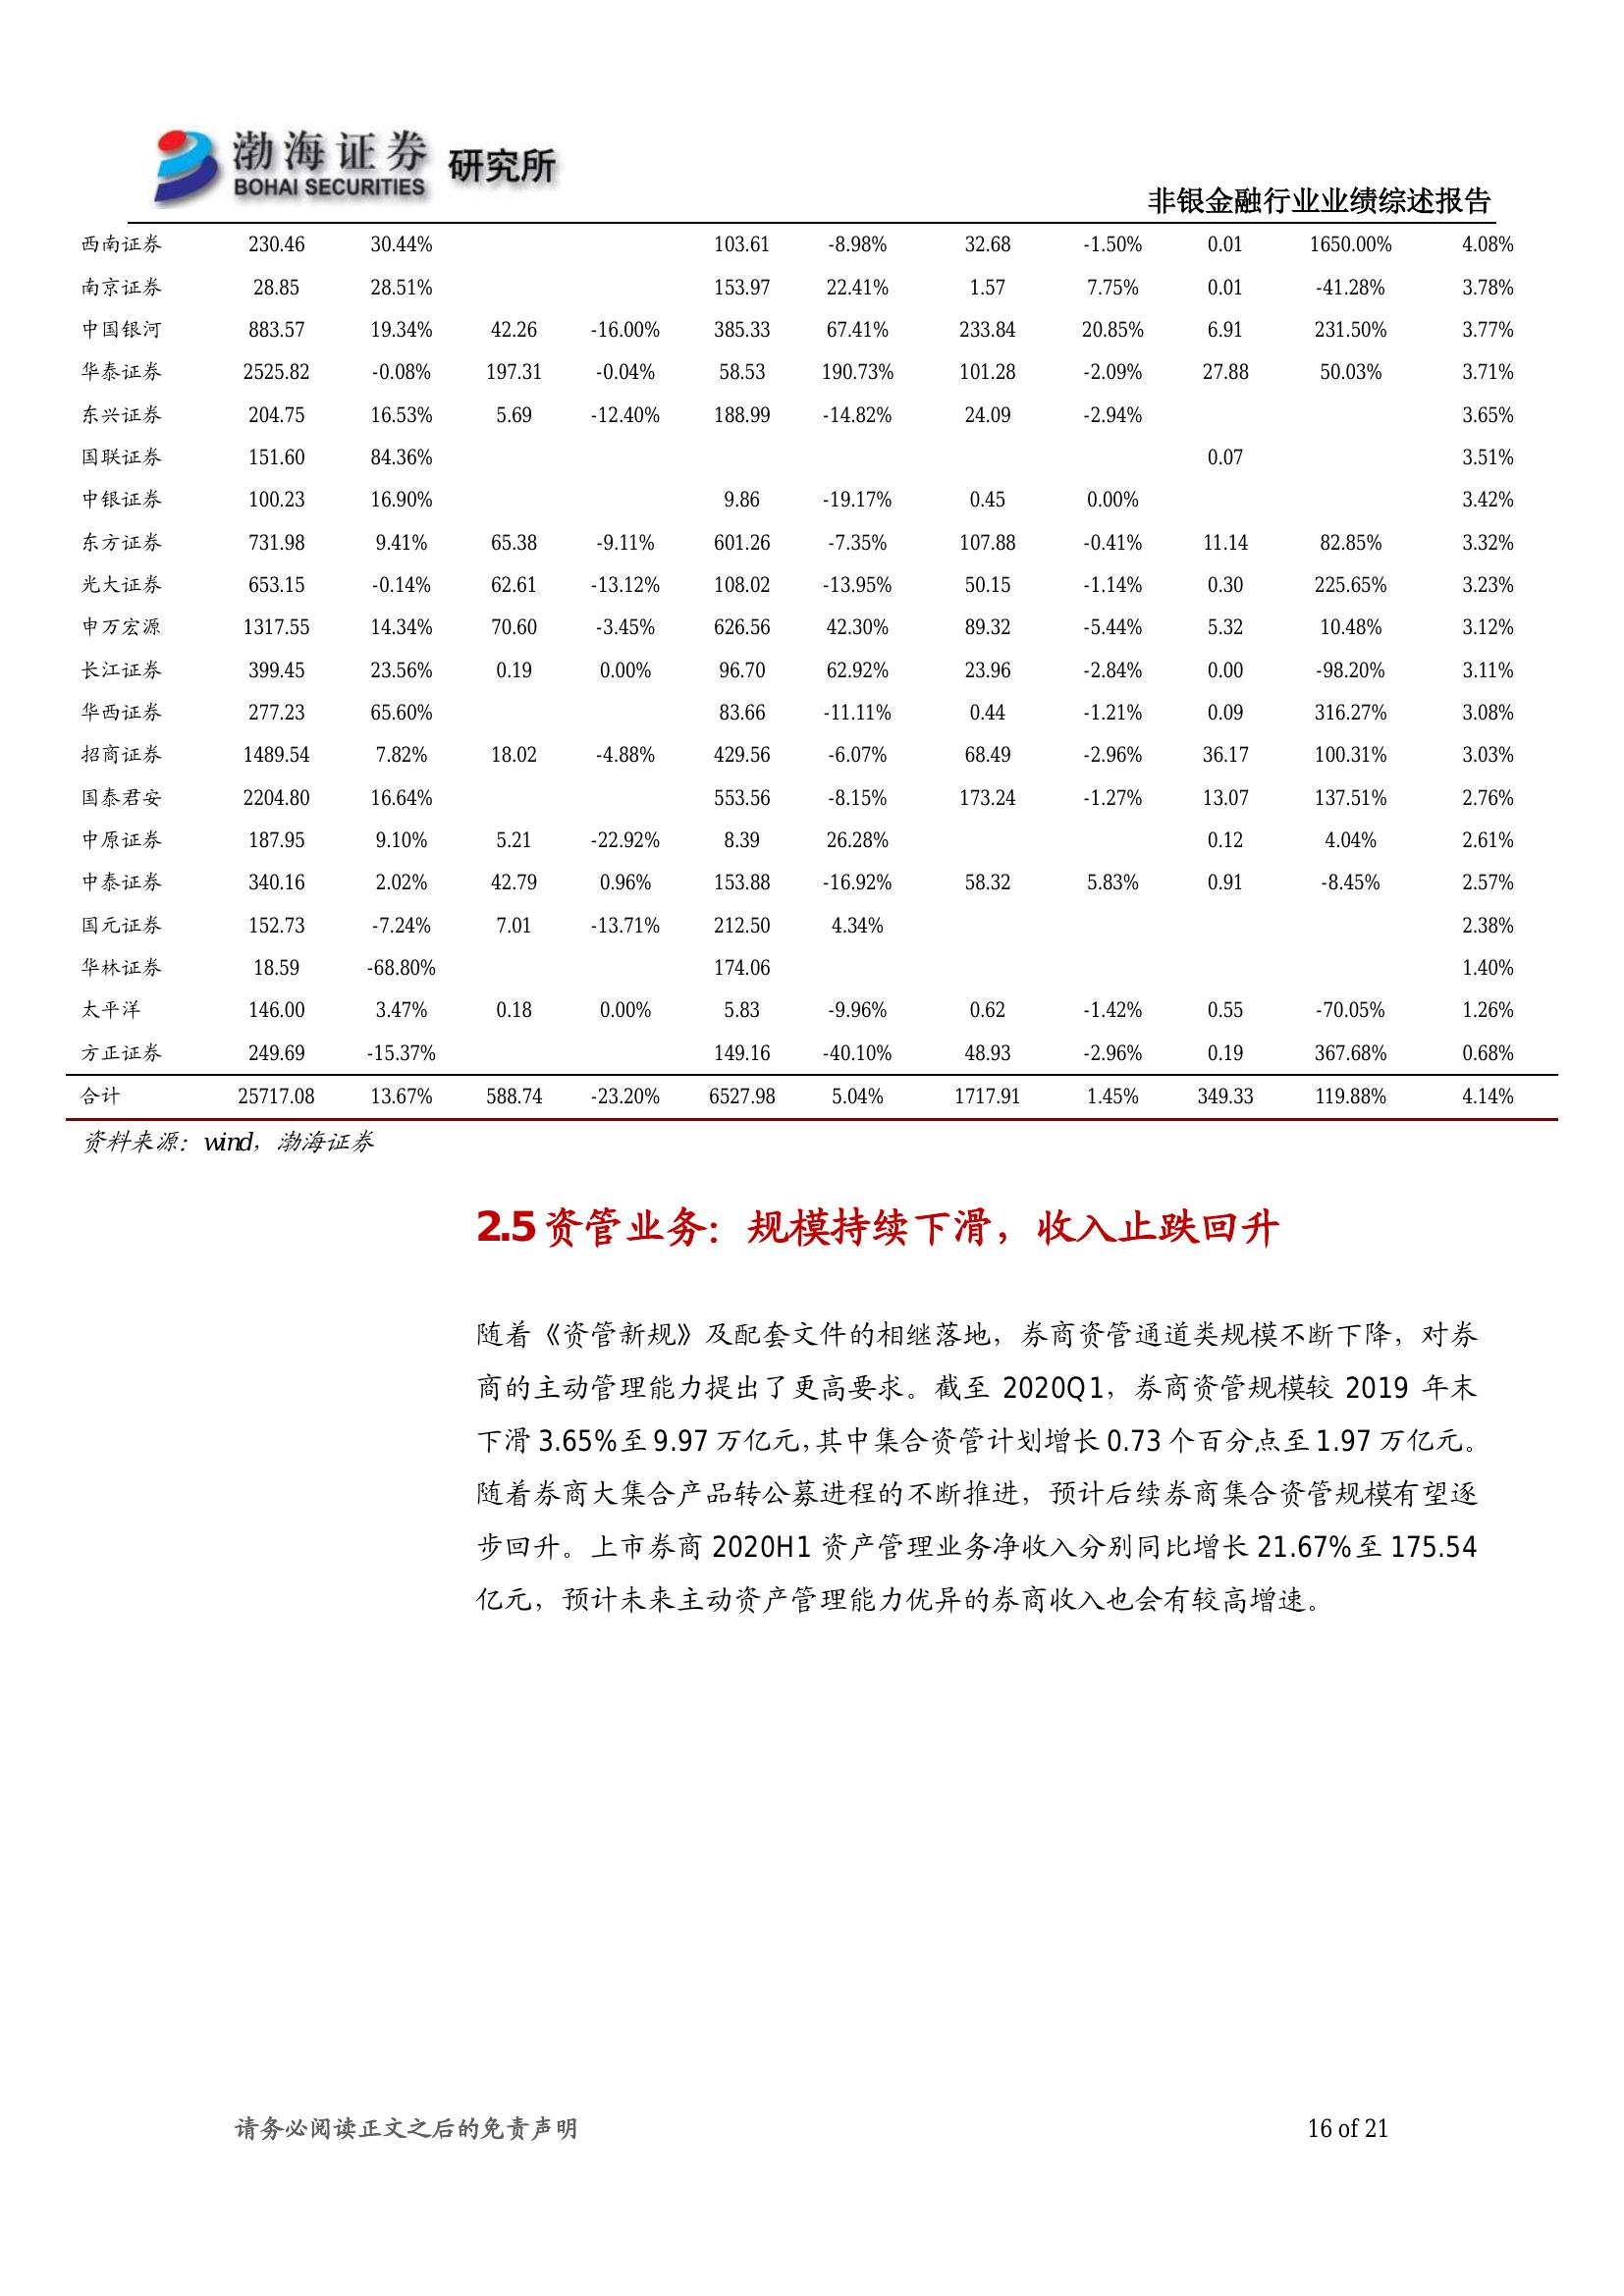 渤海证券 研究所
BOHAI SECURITIES
非银金融行业业绩综述报告
西南证券 230.46 30.44% 103.61 -8.98% 32.68 -1.50% 0.01 1650.00% 4.08%
南京证券 28.85 28.51% 153.97 22.41% 1.57 7.75% 0.01 -41.28% 3.78%
中国银河 883.57 19.34% 42.26 -16.00% 385.33 67.41% 233.84 20.85% 6.91 231.50% 3.77%
华泰证券 2525.82 -0.08% 197.31 -0.04% 58.53 190.73% 101.28 -2.09% 27.88 50.03% 3.71%
东兴证券 204.75 16.53% 5.69 -12.40% 188.99 -14.82% 24.09 -2.94% 3.65%
国联证券 151.60 84.36% 0.07 3.51%
中银证券 100.23 16.90% 9.86 -19.17% 0.45 0.00% 3.42%
东方证券 731.98 9.41% 65.38 -9.11% 601.26 -7.35% 107.88 -0.41% 11.14 82.85% 3.32%
光大证券 653.15 -0.14% 62.61 -13.12% 108.02 -13.95% 50.15 -1.14% 0.30 225.65% 3.23%
申万宏源 1317.55 14.34% 70.60 -3.45% 626.56 42.30% 89.32 -5.44% 5.32 10.48% 3.12%
长江证券 399.45 23.56% 0.19 0.00% 96.70 62.92% 23.96 -2.84% 0.00 -98.20% 3.11%
华西证券 277.23 65.60% 83.66 -11.11% 0.44 -1.21% 0.09 316.27% 3.08%
招商证券 1489.54 7.82% 18.02 -4.88% 429.56 -6.07% 68.49 -2.96% 36.17 100.31% 3.03%
国泰君安 2204.80 16.64% 553.56 -8.15% 173.24 -1.27% 13.07 137.51% 2.76%
中原证券 187.95 9.10% 5.21 -22.92% 8.39 26.28% 0.12 4.04% 2.61%
中泰证券 340.16 2.02% 42.79 0.96% 153.88 -16.92% 58.32 5.83% 0.91 -8.45% 2.57%
国元证券 152.73 -7.24% 7.01 -13.71% 212.50 4.34% 2.38%
华林证券 18.59 -68.80% 174.06 1.40%
太平洋 146.00 3.47% 0.18 0.00% 5.83 -9.96% 0.62 -1.42% 0.55 -70.05% 1.26%
方正证券 249.69 -15.37% 149.16 -40.10% 48.93 -2.96% 0.19 367.68% 0.68%
合计 25717.08 13.67% 588.74 -23.20% 6527.98 5.04% 1717.91 1.45% 349.33 119.88% 4.14%
资料来源：wind，渤海证券
2.5 资管业务：规模持续下滑，收入止跌回升
随着《资管新规》及配套文件的相继落地，券商资管通道类规模不断下降，对券
商的主动管理能力提出了更高要求。截至 2020Q1，券商资管规模较 2019 年末
下滑 3.65%至 9.97 万亿元，其中集合资管计划增长 0.73 个百分点至 1.97 万亿元。
随着券商大集合产品转公募进程的不断推进，预计后续券商集合资管规模有望逐
步回升。上市券商 2020H1 资产管理业务净收入分别同比增长 21.67%至 175.54
亿元，预计未来主动资产管理能力优异的券商收入也会有较高增速。
请务必阅读正文之后的免责声明 16 of 21